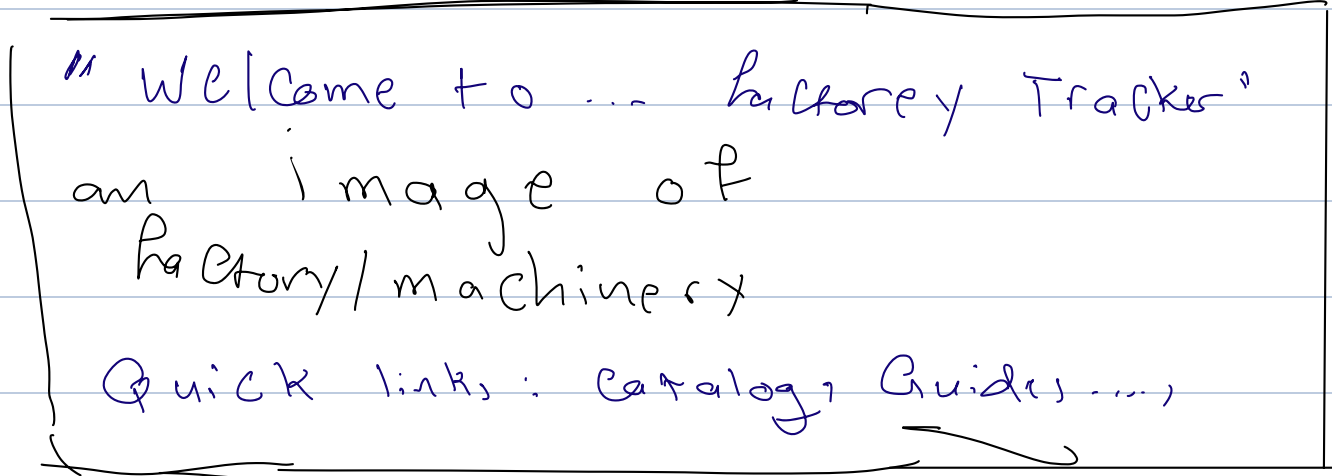 "Welcome to ... factorey Tracker"
an image of
factory/machinery
Quick links: Catalog, Guides....,